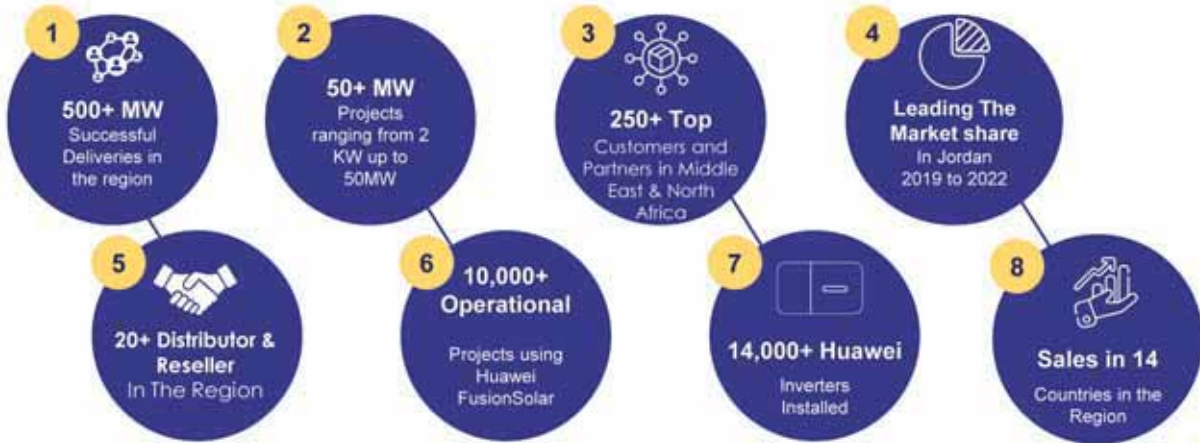 1
500+ MW
Successful
Deliveries in
the region
2
50+ MW
Projects
ranging from 2
KW up to
50MW
3
250+ Top
Customers and
Partners in Middle
East & North
Africa
4
Leading The
Market share
In Jordan
2019 to 2022
5
20+ Distributor &
Reseller
In The Region
6
10,000+
Operational
Projects using
Huawei
FusionSolar
7
14,000+ Huawei
Inverters
Installed
8
Sales in 14
Countries in the
Region